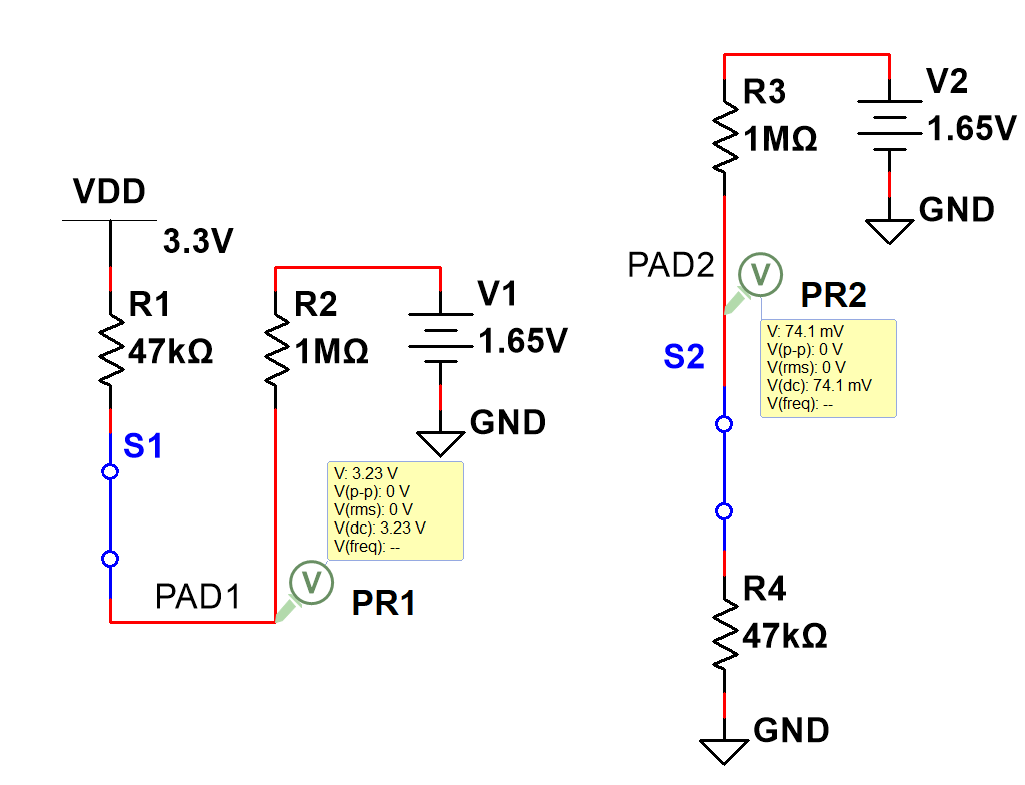 VDD
3.3V
R1
47kΩ
S1
PAD1
R2
1MΩ
V1
1.65V
GND
V: 3.23 V
V(p-p): 0 V
V(rms): 0 V
V(dc): 3.23 V
V(freq): --
V
PR1
R3
1MΩ
V2
1.65V
GND
PAD2
V
PR2
V: 74.1 mV
V(p-p): 0 V
V(rms): 0 V
V(dc): 74.1 mV
V(freq): --
S2
R4
47kΩ
GND